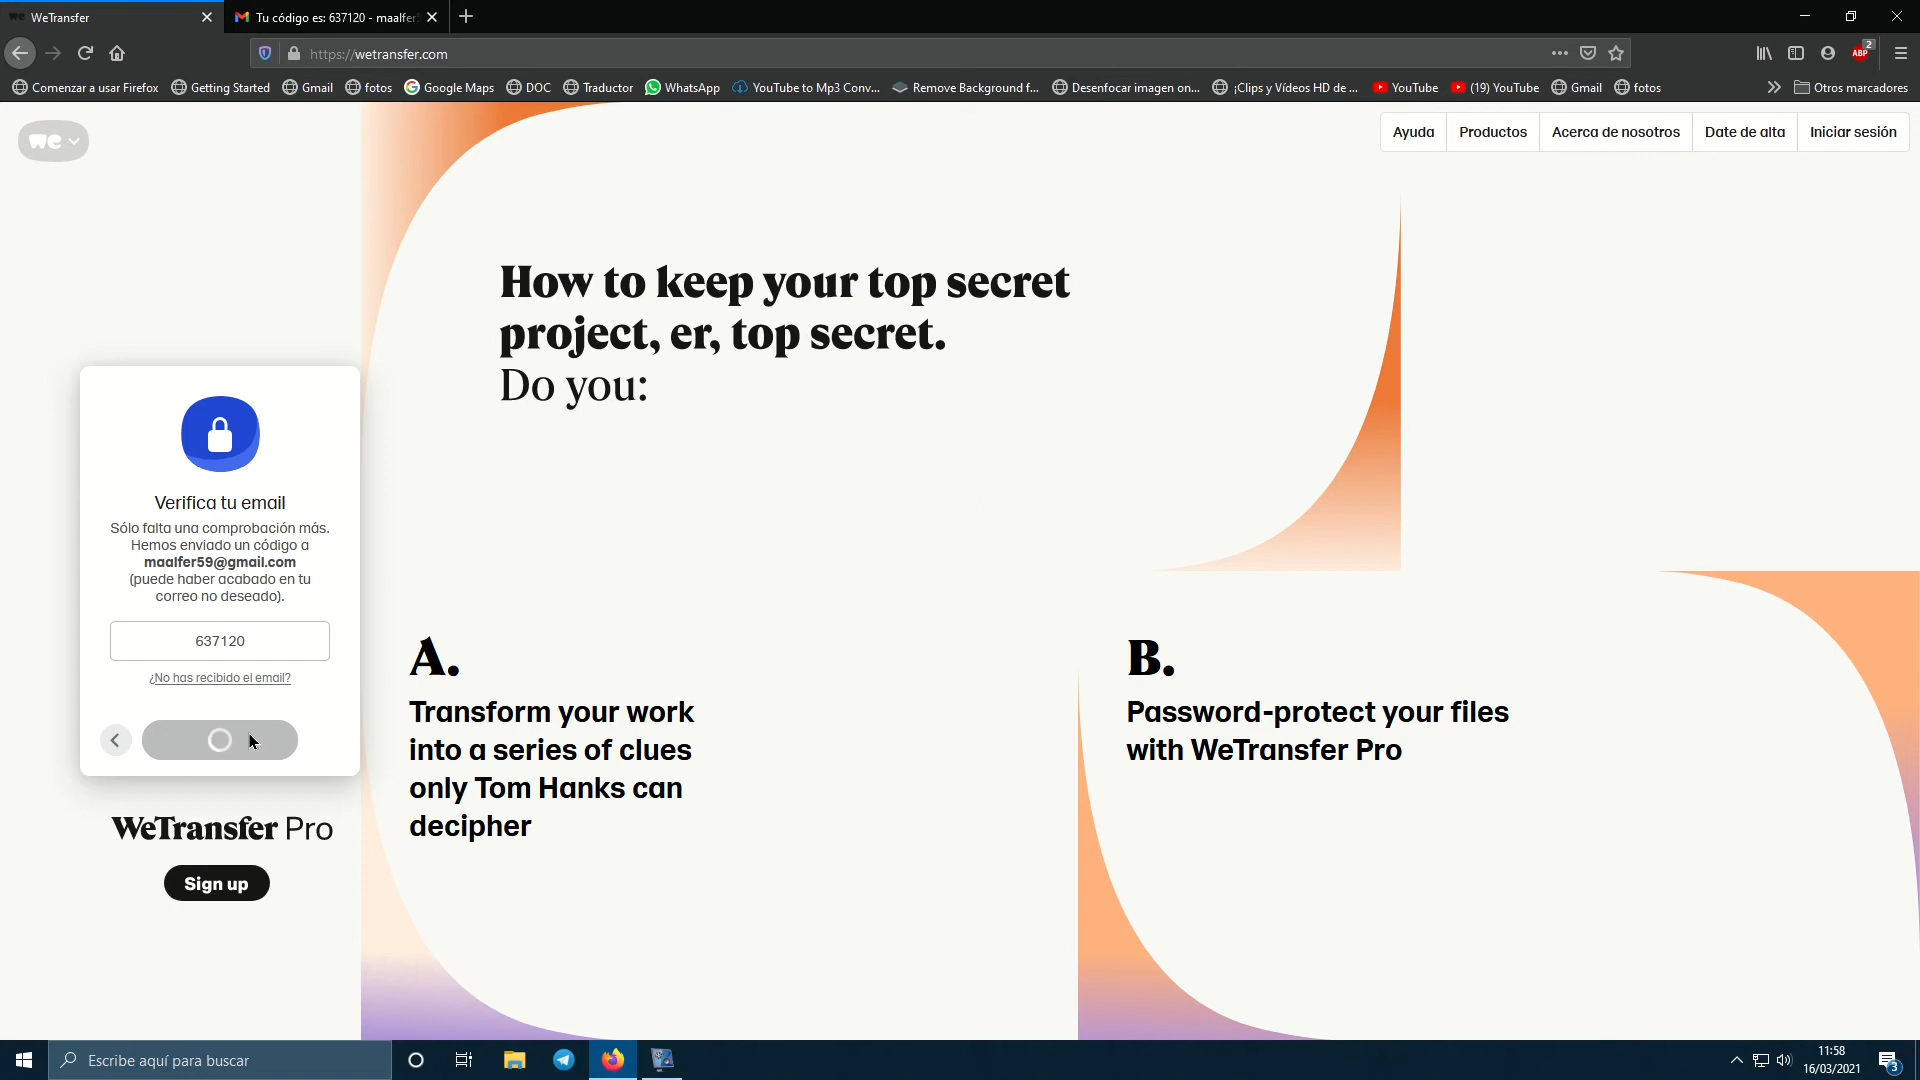 WeTransfer
Tu código es: 637120 - maalfer5
https://wetransfer.com
2
ABP
Comenzar a usar Firefox
Getting Started
Gmail
fotos
Google Maps
DOC
Traductor
WhatsApp
YouTube to Mp3 Conv...
Remove Background f...
Desenfocar imagen on...
¡Clips y Vídeos HD de ...
YouTube
(19) YouTube
Gmail
fotos
Otros marcadores
we
Ayuda
Productos
Acerca de nosotros
Date de alta
Iniciar sesión
How to keep your top secret
project, er, top secret.
Do you:
Verifica tu email
Sólo falta una comprobación más.
Hemos enviado un código a
maalfer59@gmail.com
(puede haber acabado en tu
correo no deseado).
637120
¿No has recibido el email?
WeTransfer Pro
Sign up
A.
Transform your work
into a series of clues
only Tom Hanks can
decipher
B.
Password-protect your files
with WeTransfer Pro
Escribe aquí para buscar
11:58
16/03/2021
3